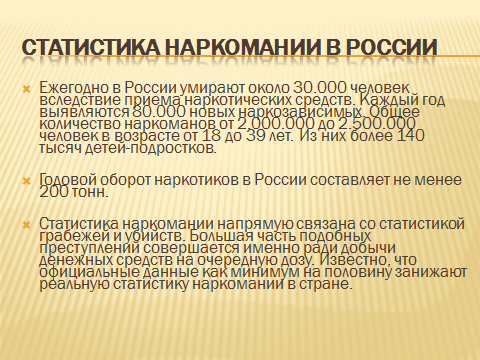 СТАТИСТИКА НАРКОМАНИИ В РОССИИ
Ежегодно в России умирают около 30.000 человек
вследствие приема наркотических средств. Каждый год
выявляются 80.000 новых наркозависимых. Общее
количество наркоманов от 2.000.000 до 2.500.000
человек в возрасте от 18 до 39 лет. Из них более 140
тысяч детей-подростков.
Годовой оборот наркотиков в России составляет не менее
200 тонн.
Статистика наркомании напрямую связана со статистикой
грабежей и убийств. Большая часть подобных
преступлений совершается именно ради добычи
денежных средств на очередную дозу. Известно, что
официальные данные как минимум на половину занижают
реальную статистику наркомании в стране.